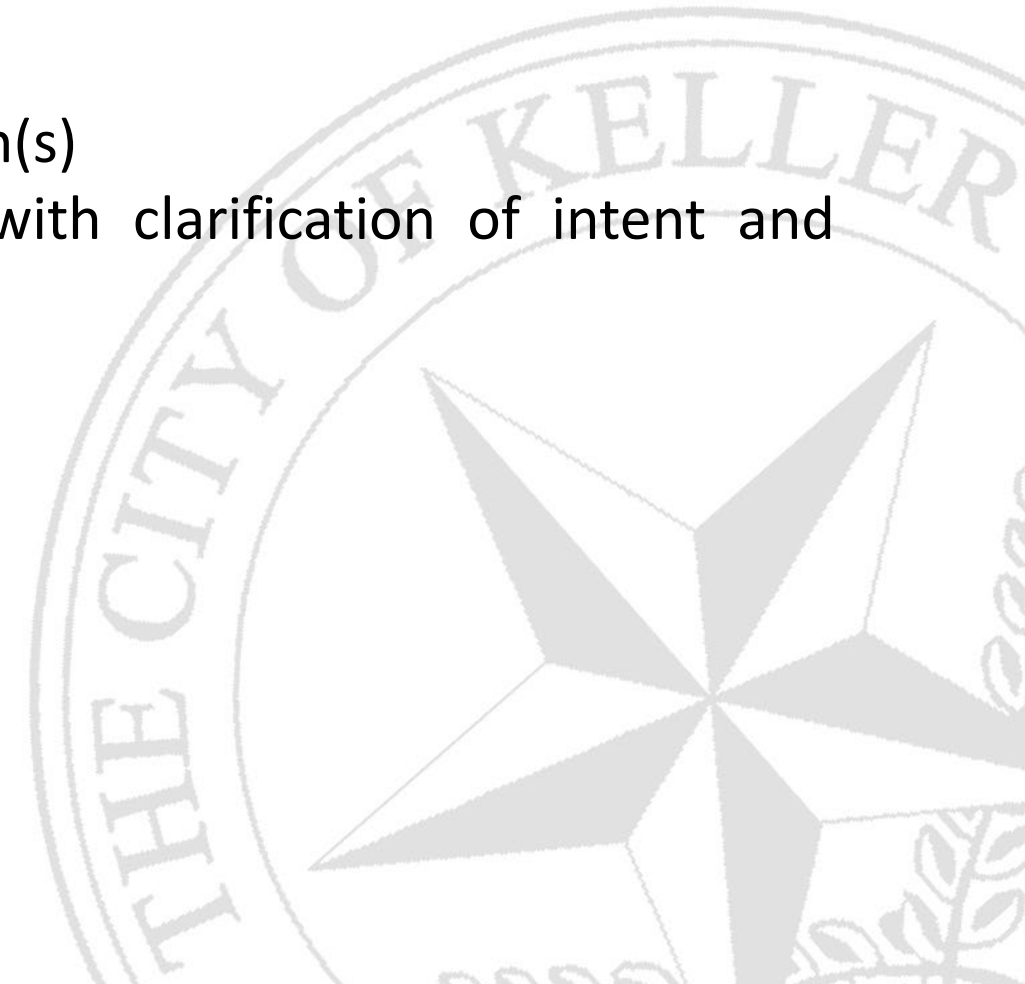 n(s)
with clarification of intent and
THE CITY OF KELLER